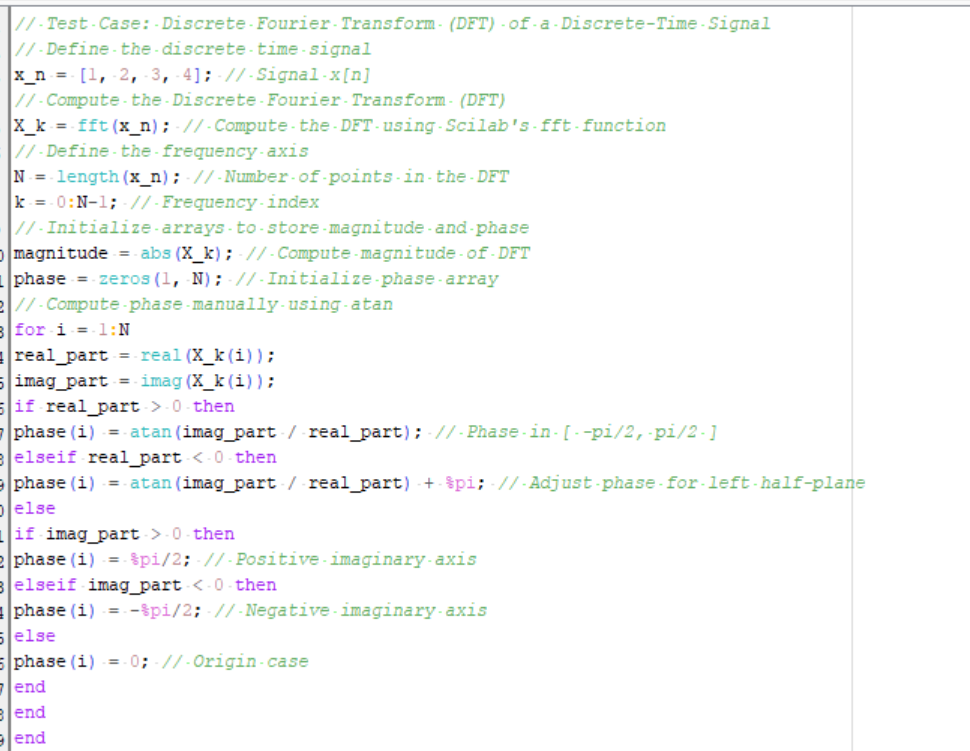 // Test Case: Discrete Fourier Transform (DFT) of a Discrete-Time Signal
// Define the discrete time signal
x_n = [1, 2, 3, 4]; // Signal x[n]
// Compute the Discrete Fourier Transform (DFT)
X_k = fft(x_n); // Compute the DFT using Scilab's fft function
// Define the frequency axis
N = length(x_n); // Number of points in the DFT
k = 0:N-1; // Frequency index
// Initialize arrays to store magnitude and phase
magnitude = abs(X_k); // Compute magnitude of DFT
phase = zeros(1, N); // Initialize phase array
// Compute phase manually using atan
for i = 1:N
real_part = real(X_k(i));
imag_part = imag(X_k(i));
if real_part > 0 then
phase(i) = atan(imag_part / real_part); // Phase in [ -pi/2, pi/2 ]
elseif real_part < 0 then
phase(i) = atan(imag_part / real_part) + %pi; // Adjust phase for left half-plane
else
if imag_part > 0 then
phase(i) = %pi/2; // Positive imaginary axis
elseif imag_part < 0 then
phase(i) = -%pi/2; // Negative imaginary axis
else
phase(i) = 0; // Origin case
end
end
end